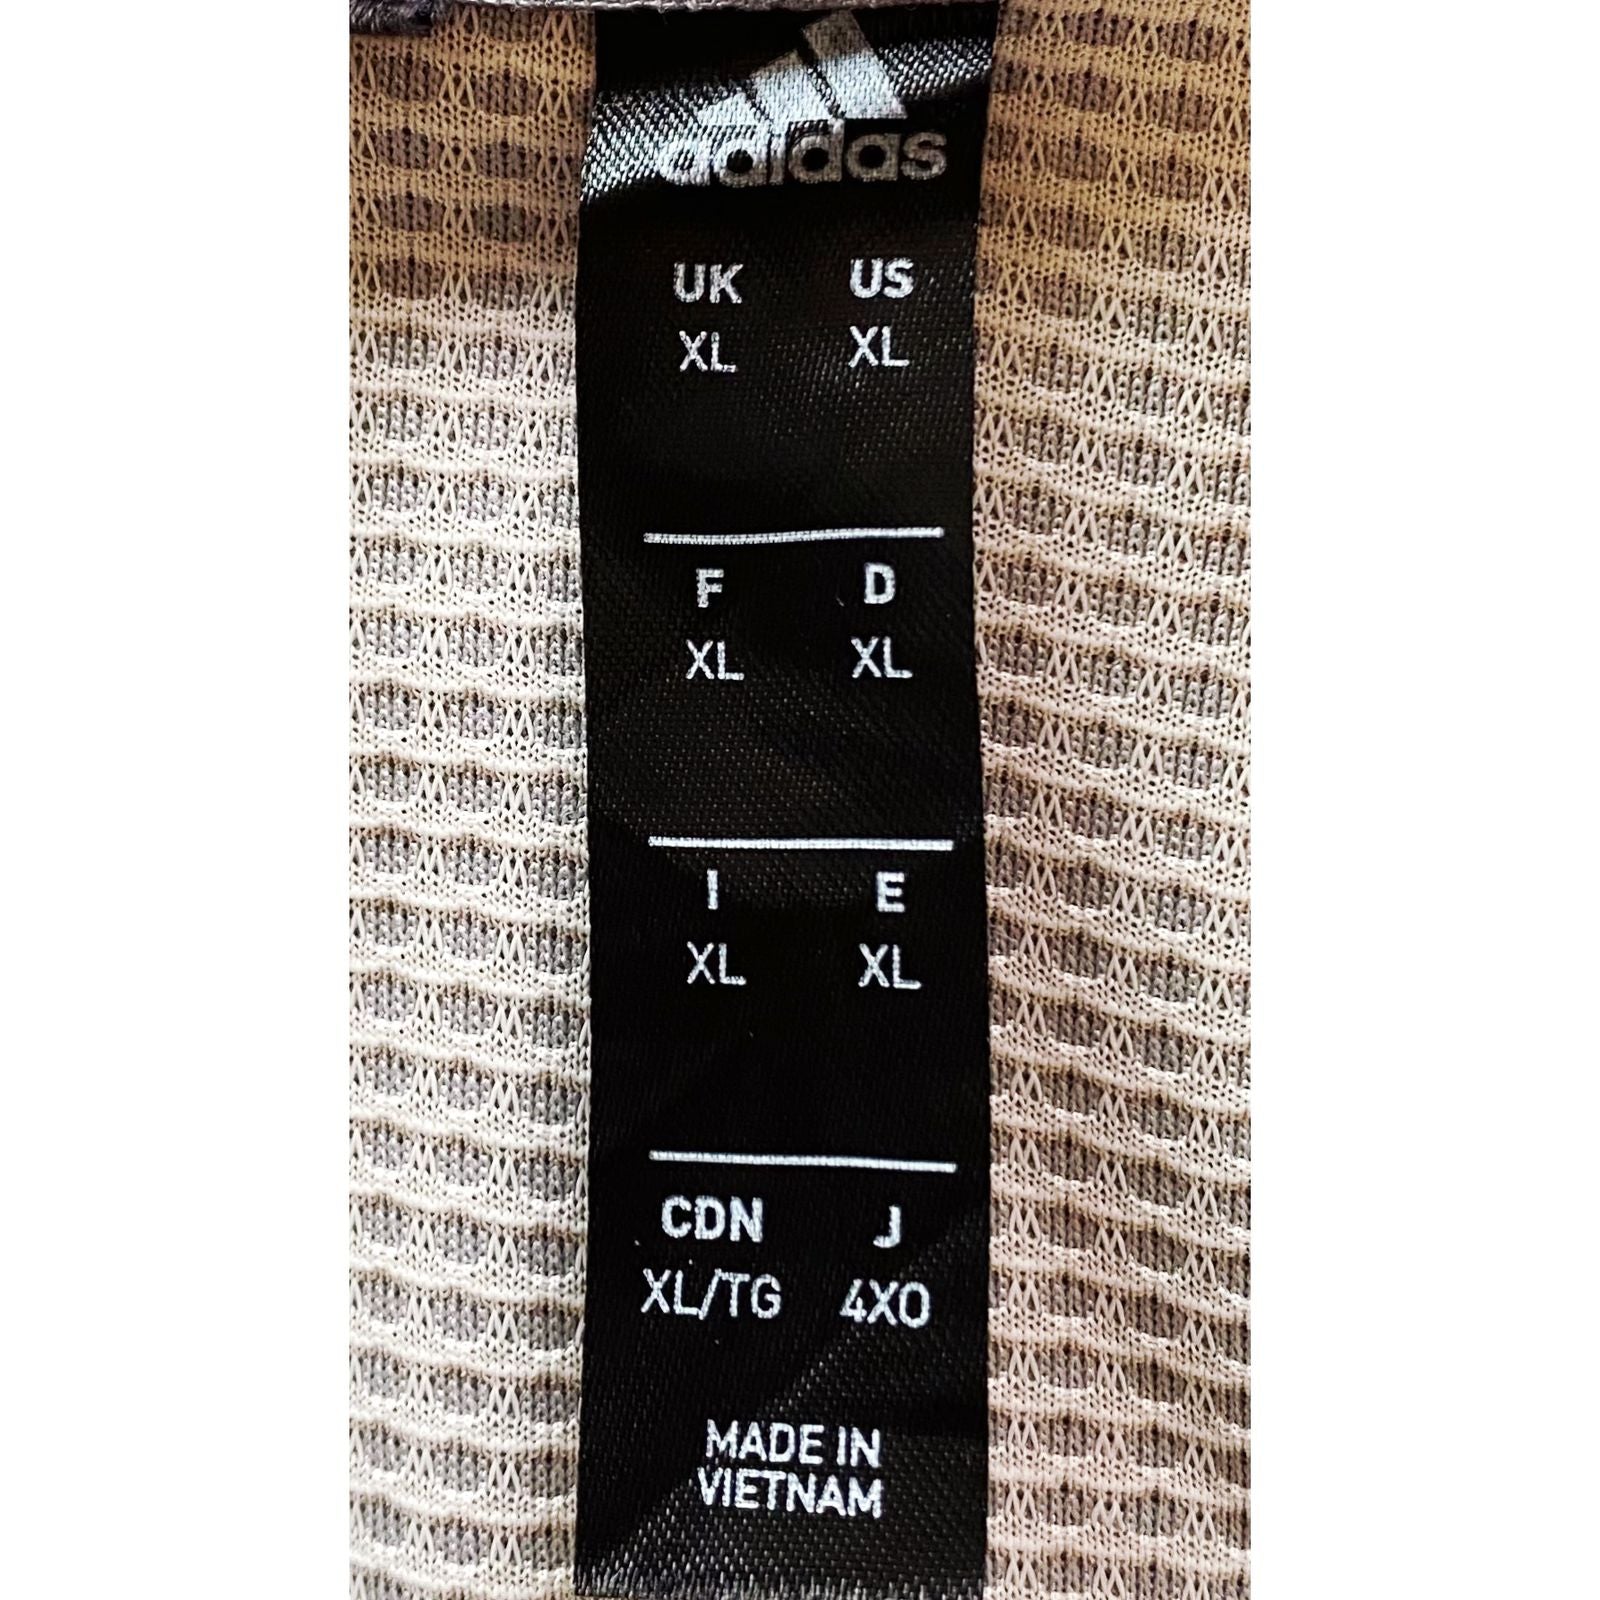 adidas
UK US
XL XL
F D
XL XL
I E
XL XL
CDN J
XL/TG 4XO
MADE IN
VIETNAM